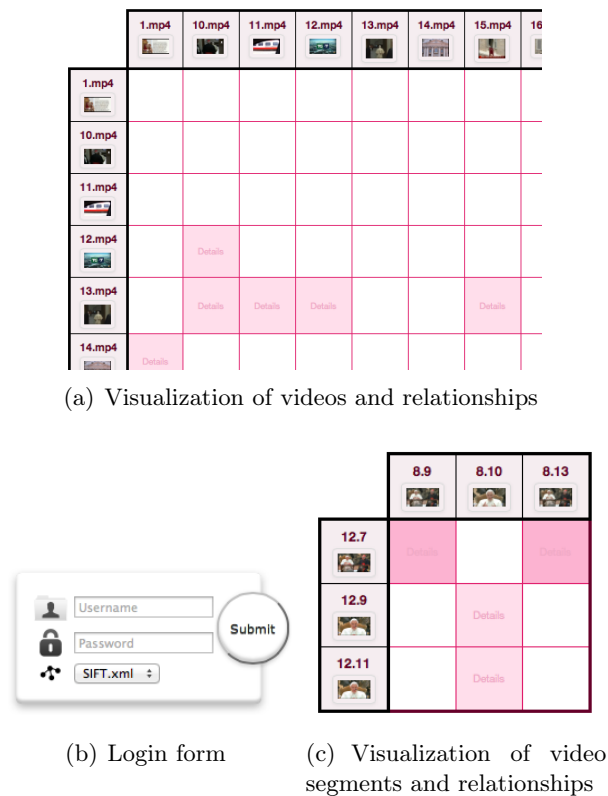 1.mp4 10.mp4 11.mp4 12.mp4 13.mp4 14.mp4 15.mp4 16
1.mp4
10.mp4
11.mp4
12.mp4
Details
13.mp4
Details Details Details Details
14.mp4
Details
(a) Visualization of videos and relationships
8.9 8.10 8.13
12.7
Details Details
12.9
Details
12.11
Details
Username
Password
Submit
SIFT.xml
(b) Login form
(c) Visualization of video
segments and relationships